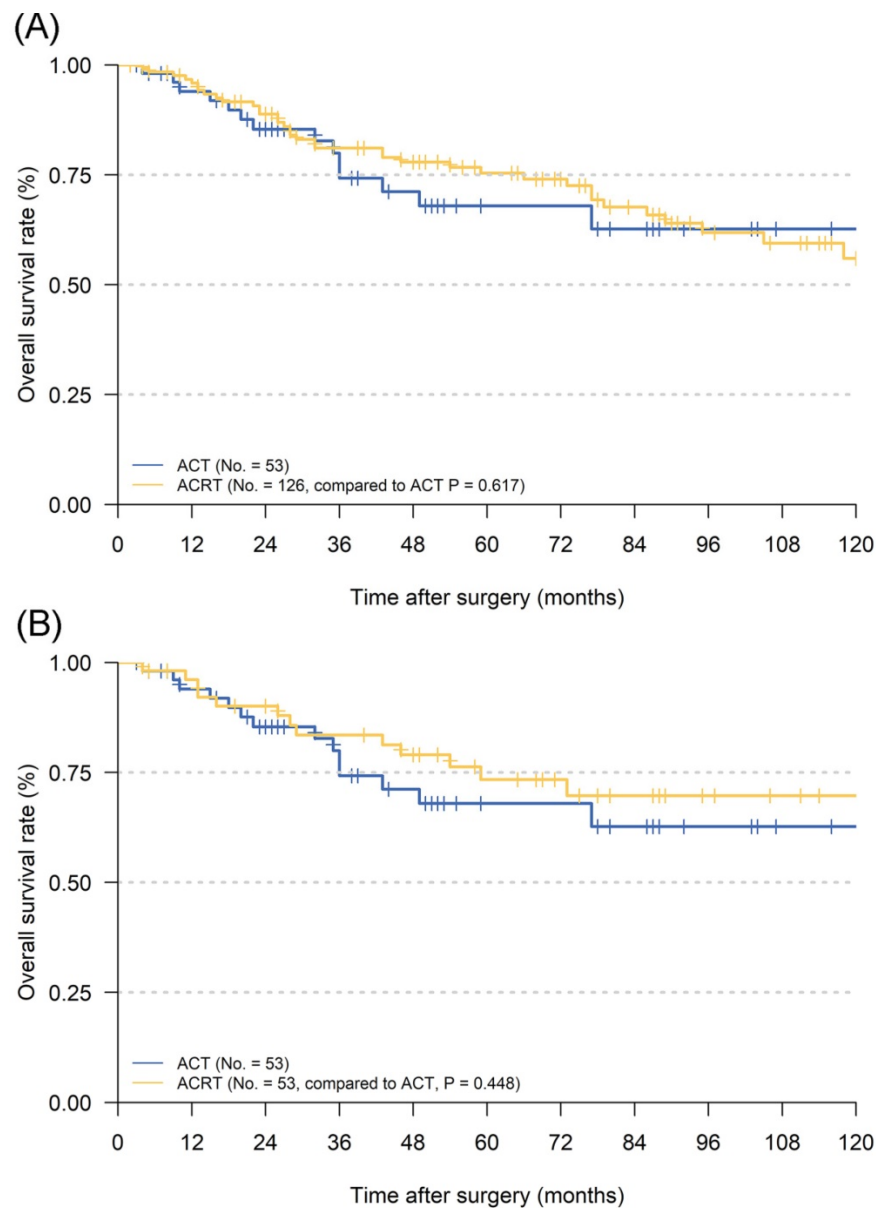 (A)
Overall survival rate (%)
1.00
0.75
0.50
0.25
0.00
ACT (No. = 53)
ACRT (No. = 126, compared to ACT P = 0.617)
0 12 24 36 48 60 72 84 96 108 120
Time after surgery (months)
(B)
Overall survival rate (%)
1.00
0.75
0.50
0.25
0.00
ACT (No. = 53)
ACRT (No. = 53, compared to ACT, P = 0.448)
0 12 24 36 48 60 72 84 96 108 120
Time after surgery (months)